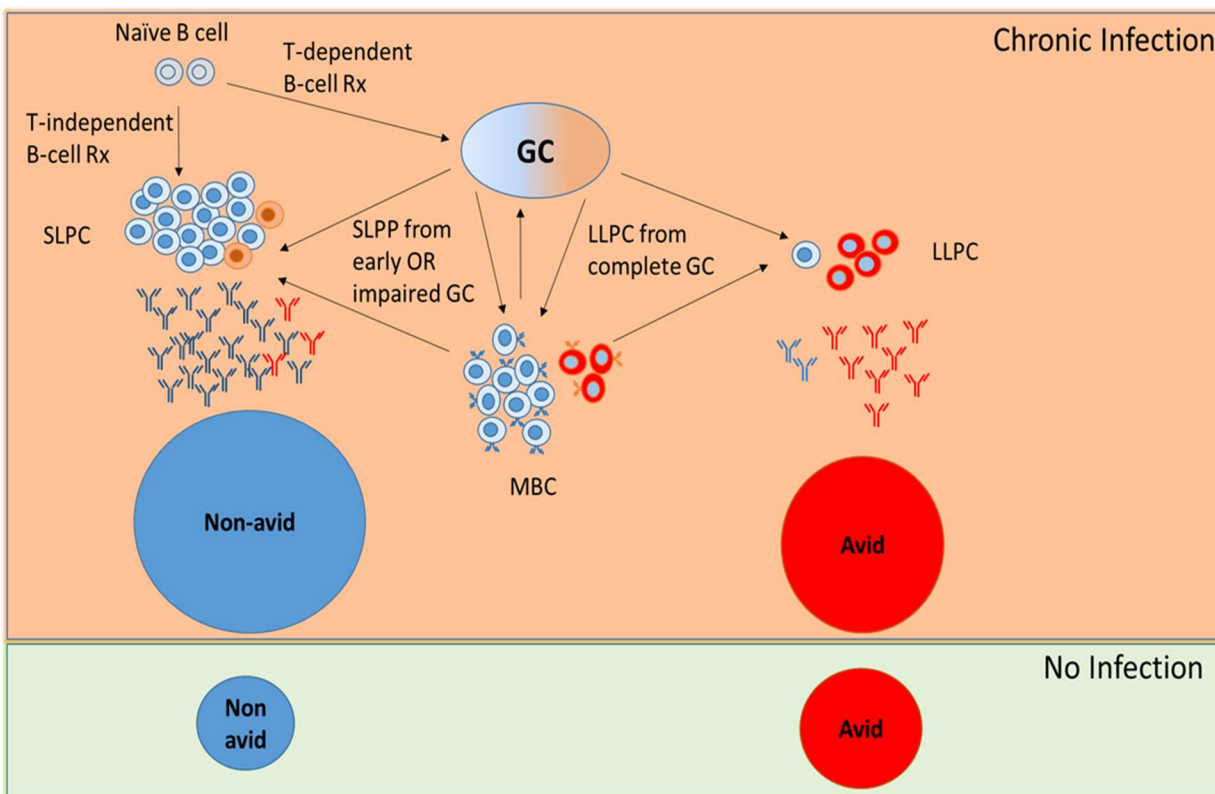 Chronic Infection
Naïve B cell
T-dependent
B-cell Rx
T-independent
B-cell Rx
GC
SLPC
SLPP from
early OR
impaired GC
LLPC from
complete GC
LLPC
MBC
Non-avid
Avid
No Infection
Non
avid
Avid